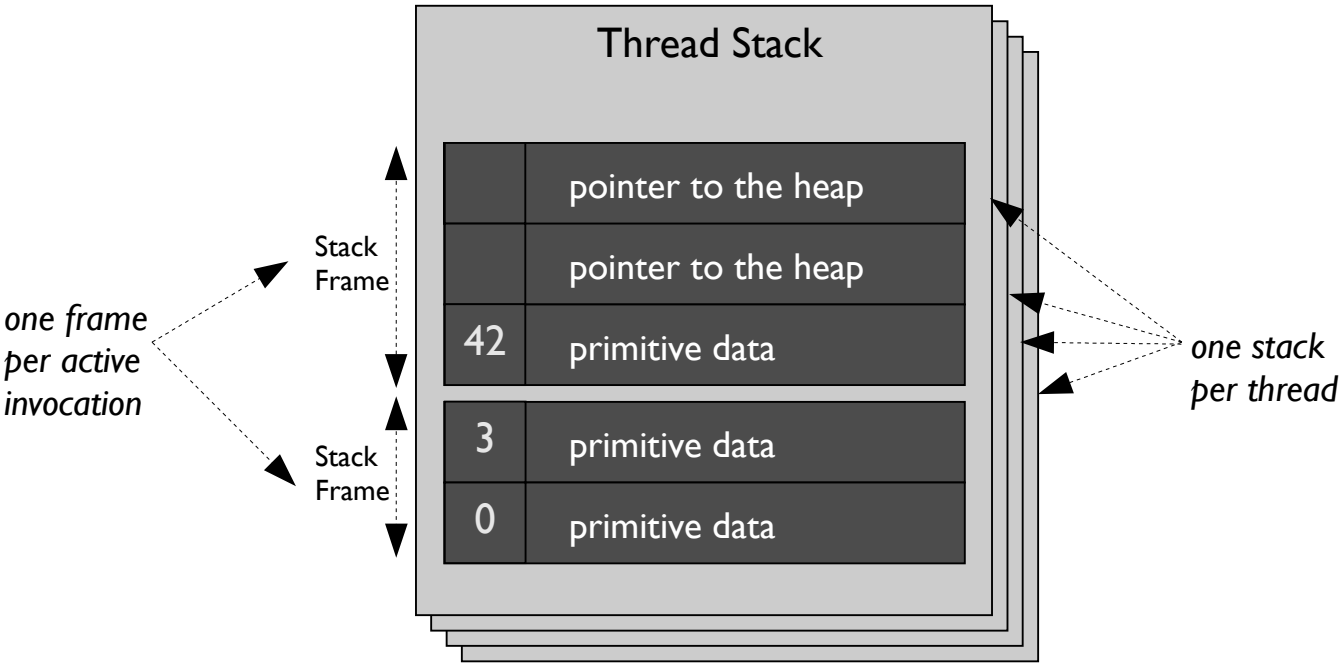 Thread Stack
pointer to the heap
pointer to the heap
42 primitive data
3 primitive data
0 primitive data
Stack
Frame
Stack
Frame
one frame
per active
invocation
one stack
per thread